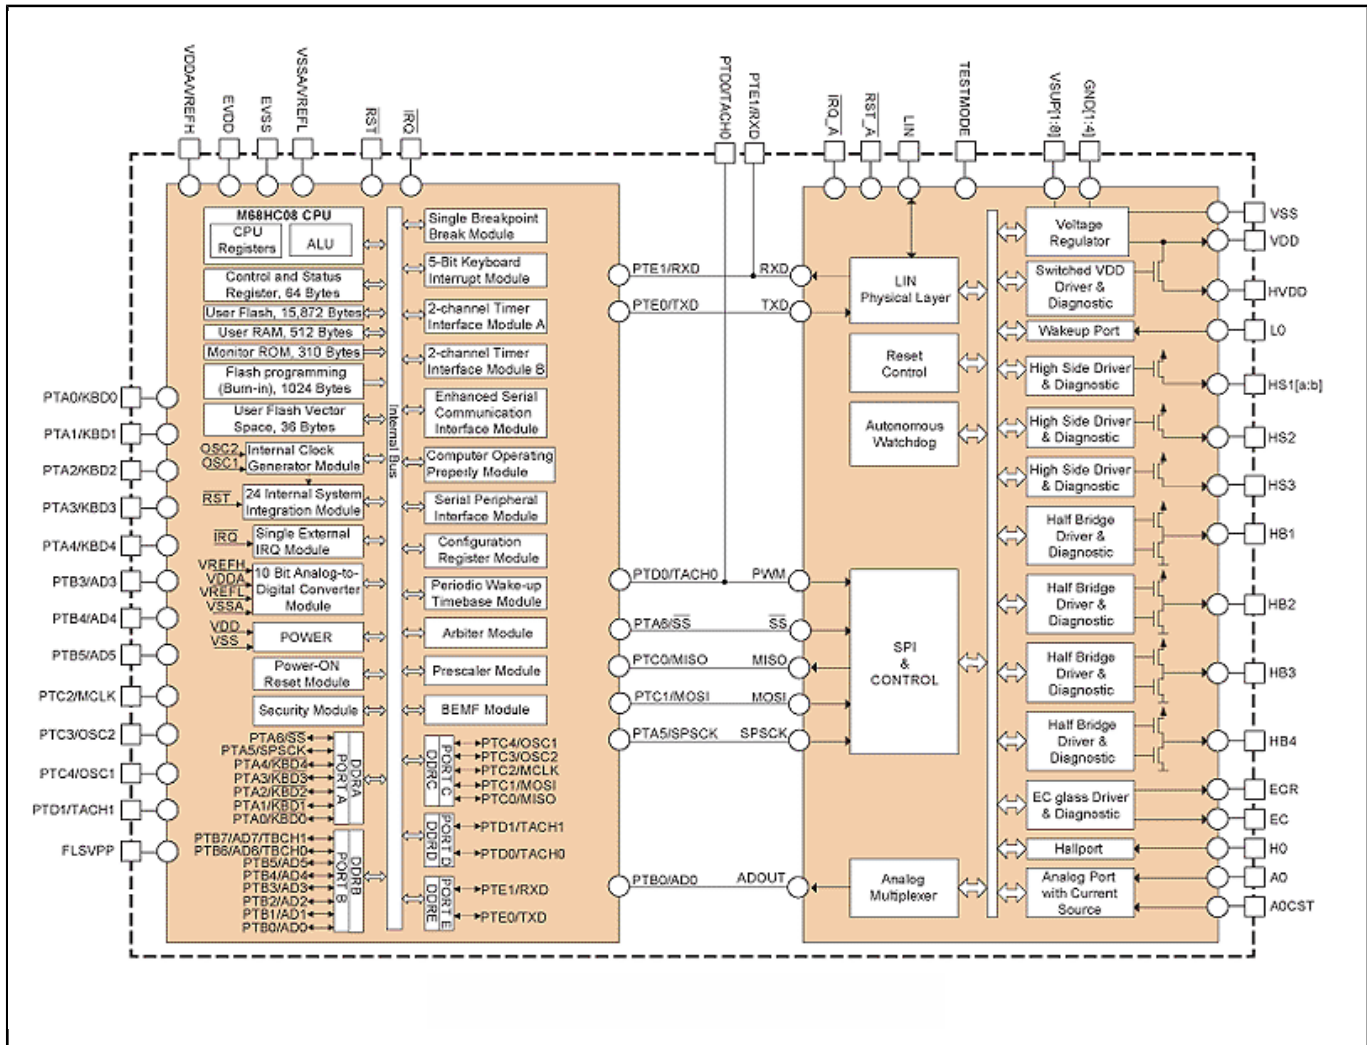 VDDA/VREFH
EVDD
EVSS
VSSA/VREFL
RST
IRQ
PTD0/TACH0
PTE1/RXD
IRQ_A
RST_A
LIN
TESTMODE
VSUP[1:8]
GND[1:4]
PTA0/KBD0
PTA1/KBD1
PTA2/KBD2
PTA3/KBD3
PTA4/KBD4
PTB3/AD3
PTB4/AD4
PTB5/AD5
PTC2/MCLK
PTC3/OSC2
PTC4/OSC1
PTD1/TACH1
FLSVPP
M68HC08 CPU
CPU
Registers
ALU
Control and Status
Register, 64 Bytes
User Flash, 15,872 Bytes
User RAM, 512 Bytes
Monitor ROM, 310 Bytes
Flash programming
(Burn-in), 1024 Bytes
User Flash Vector
Space, 36 Bytes
OSC2
OSC1
Internal Clock
Generator Module
RST
24 Internal System
Integration Module
IRQ
Single External
IRQ Module
VREFH
VDDA
VREFL
VSSA
10 Bit Analog-to-
Digital Converter
Module
VDD
VSS
POWER
Power-ON
Reset Module
Security Module
PTA6/SS
PTA5/SPSCK
PTA4/KBD4
PTA3/KBD3
PTA2/KBD2
PTA1/KBD1
PTA0/KBD0
PORT A
DDRA
PTB7/AD7/TBCH1
PTB6/AD6/TBCH0
PTB5/AD5
PTB4/AD4
PTB3/AD3
PTB2/AD2
PTB1/AD1
PTB0/AD0
PORT B
DDRB
Internal Bus
Single Breakpoint
Break Module
5-Bit Keyboard
Interrupt Module
2-channel Timer
Interface Module A
2-channel Timer
Interface Module B
Enhanced Serial
Communication
Interface Module
Computer Operating
Properly Module
Serial Peripheral
Interface Module
Configuration
Register Module
Periodic Wake-up
Timebase Module
Arbiter Module
Prescaler Module
BEMF Module
DDRC
PORT C
PTC4/OSC1
PTC3/OSC2
PTC2/MCLK
PTC1/MOSI
PTC0/MISO
DDRD
PORT D
PTD1/TACH1
PTD0/TACH0
DDRE
PORT E
PTE1/RXD
PTE0/TXD
PTE1/RXD
RXD
PTE0/TXD
TXD
PTD0/TACH0
PWM
PTA6/SS
SS
PTC0/MISO
MISO
PTC1/MOSI
MOSI
PTA5/SPSCK
SPSCK
PTB0/AD0
ADOUT
LIN
Physical Layer
Reset
Control
Autonomous
Watchdog
SPI
&
CONTROL
Analog
Multiplexer
Voltage
Regulator
Switched VDD
Driver &
Diagnostic
Wakeup Port
High Side Driver
& Diagnostic
High Side Driver
& Diagnostic
High Side Driver
& Diagnostic
Half Bridge
Driver &
Diagnostic
Half Bridge
Driver &
Diagnostic
Half Bridge
Driver &
Diagnostic
Half Bridge
Driver &
Diagnostic
EC glass Driver
& Diagnostic
Hallport
Analog Port
with Current
Source
VSS
VDD
HVDD
L0
HS1[a:b]
HS2
HS3
HB1
HB2
HB3
HB4
ECR
EC
H0
A0
A0CST